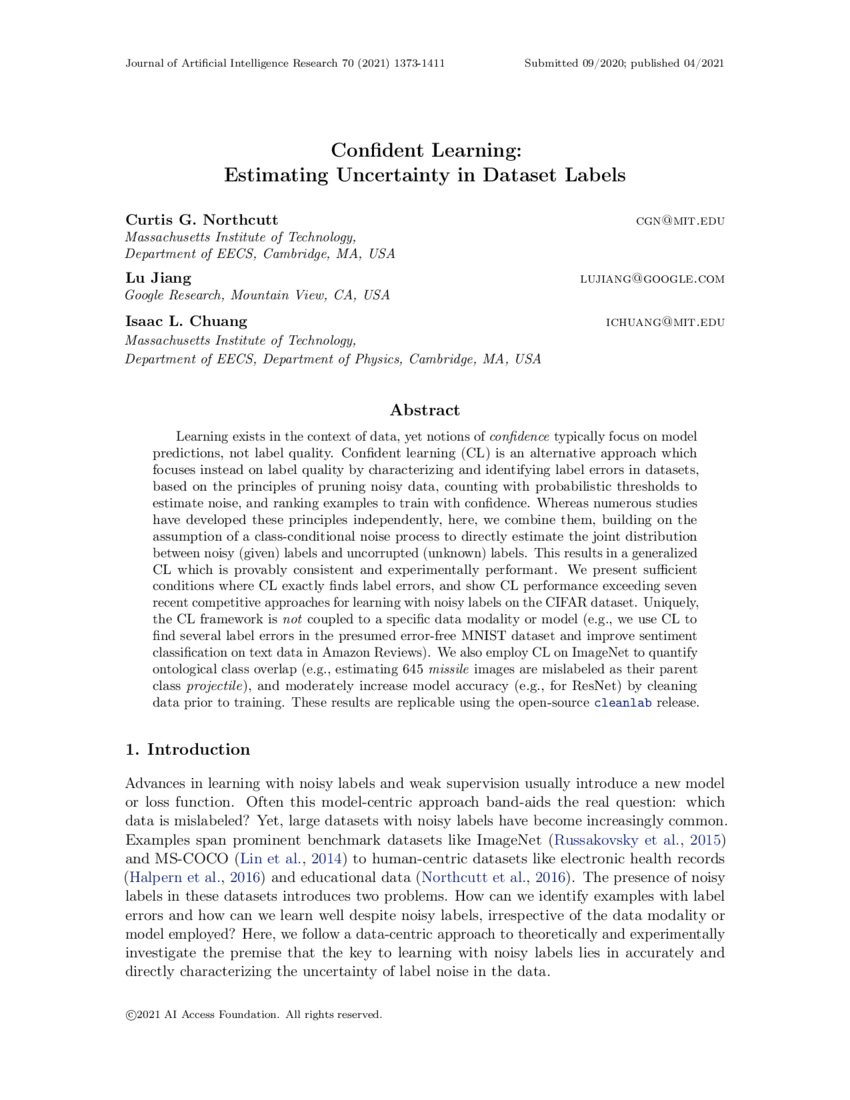 Journal of Artificial Intelligence Research 70 (2021) 1373-1411 Submitted 09/2020; published 04/2021
Confident Learning:
Estimating Uncertainty in Dataset Labels
Curtis G. Northcutt cgn@mit.edu
Massachusetts Institute of Technology,
Department of EECS, Cambridge, MA, USA
Lu Jiang lujiang@google.com
Google Research, Mountain View, CA, USA
Isaac L. Chuang ichuang@mit.edu
Massachusetts Institute of Technology,
Department of EECS, Department of Physics, Cambridge, MA, USA
Abstract
Learning exists in the context of data, yet notions of confidence typically focus on model
predictions, not label quality. Confident learning (CL) is an alternative approach which
focuses instead on label quality by characterizing and identifying label errors in datasets,
based on the principles of pruning noisy data, counting with probabilistic thresholds to
estimate noise, and ranking examples to train with confidence. Whereas numerous studies
have developed these principles independently, here, we combine them, building on the
assumption of a class-conditional noise process to directly estimate the joint distribution
between noisy (given) labels and uncorrupted (unknown) labels. This results in a generalized
CL which is provably consistent and experimentally performant. We present sufficient
conditions where CL exactly finds label errors, and show CL performance exceeding seven
recent competitive approaches for learning with noisy labels on the CIFAR dataset. Uniquely,
the CL framework is not coupled to a specific data modality or model (e.g., we use CL to
find several label errors in the presumed error-free MNIST dataset and improve sentiment
classification on text data in Amazon Reviews). We also employ CL on ImageNet to quantify
ontological class overlap (e.g., estimating 645 missile images are mislabeled as their parent
class projectile), and moderately increase model accuracy (e.g., for ResNet) by cleaning
data prior to training. These results are replicable using the open-source cleanlab release.
1. Introduction
Advances in learning with noisy labels and weak supervision usually introduce a new model
or loss function. Often this model-centric approach band-aids the real question: which
data is mislabeled? Yet, large datasets with noisy labels have become increasingly common.
Examples span prominent benchmark datasets like ImageNet (Russakovsky et al., 2015)
and MS-COCO (Lin et al., 2014) to human-centric datasets like electronic health records
(Halpern et al., 2016) and educational data (Northcutt et al., 2016). The presence of noisy
labels in these datasets introduces two problems. How can we identify examples with label
errors and how can we learn well despite noisy labels, irrespective of the data modality or
model employed? Here, we follow a data-centric approach to theoretically and experimentally
investigate the premise that the key to learning with noisy labels lies in accurately and
directly characterizing the uncertainty of label noise in the data.
©2021 AI Access Foundation. All rights reserved.